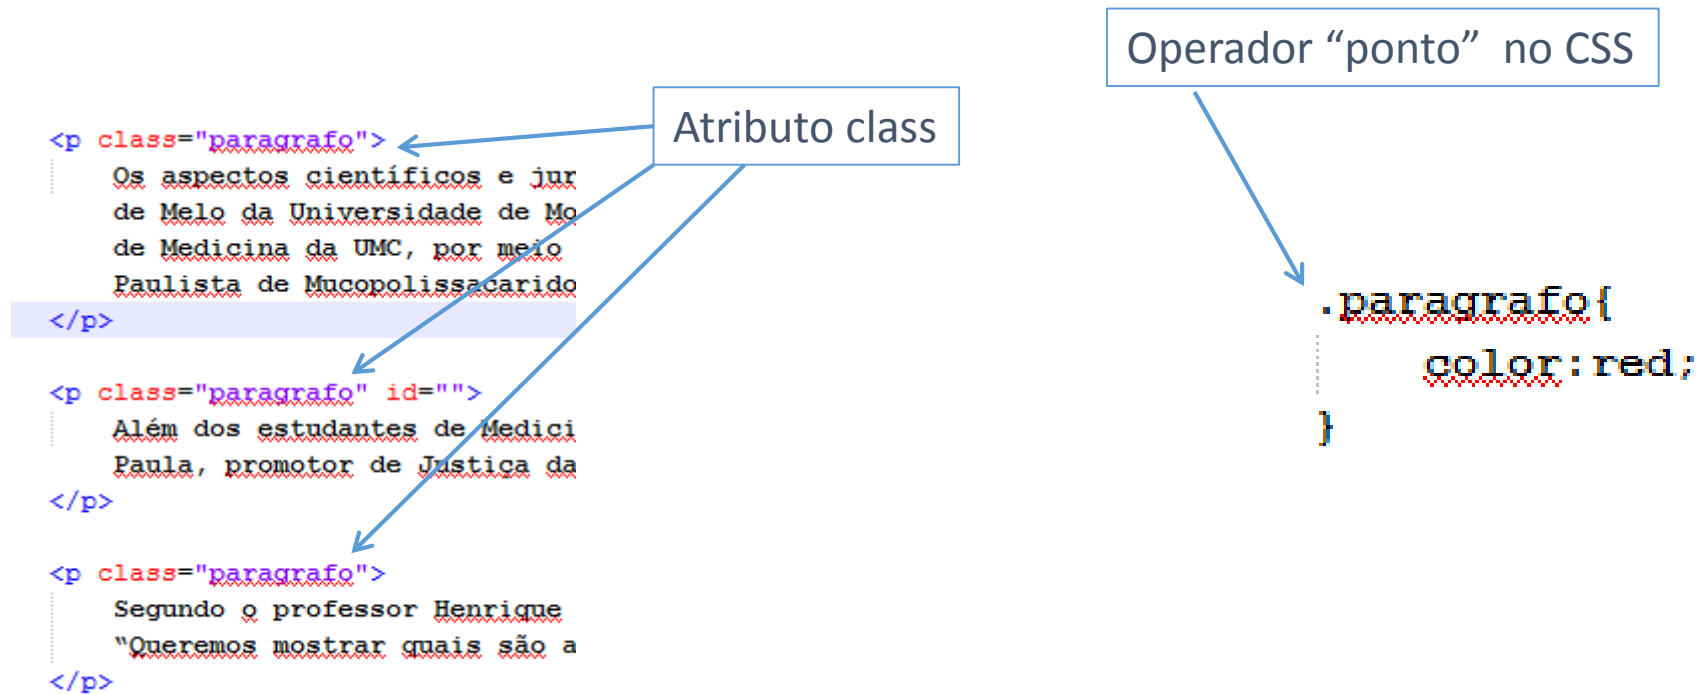 Operador “ponto” no CSS
Atributo class
<p class="paragrafo">
Os aspectos científicos e jur
de Melo da Universidade de Mo
de Medicina da UMC, por meio
Paulista de Mucopolissacarido
</p>
<p class="paragrafo" id="">
Além dos estudantes de Medici
Paula, promotor de Justiça da
</p>
<p class="paragrafo">
Segundo o professor Henrique
“Queremos mostrar quais são a
</p>
.paragrafo{
color:red;
}